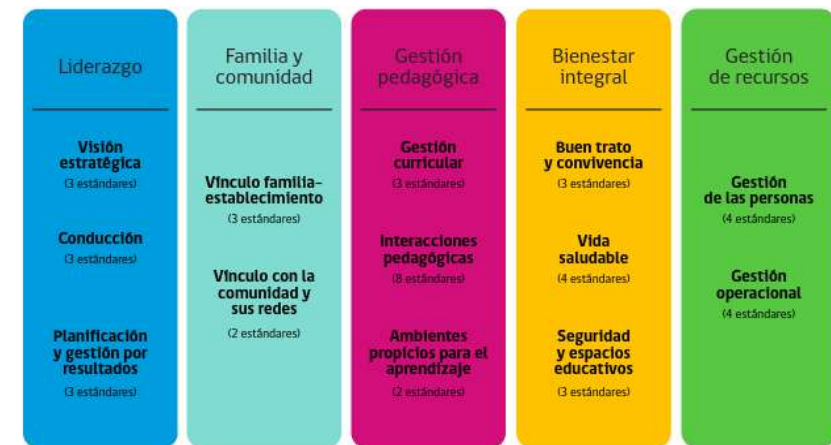 Liderazgo
Visión
estratégica
(3 estándares)
Conducción
(3 estándares)
Planificación
y gestión por
resultados
(3 estándares)
Familia y
comunidad
Vínculo familia-
establecimiento
(3 estándares)
Vínculo con la
comunidad y
sus redes
(2 estándares)
Gestión
pedagógica
Gestión
curricular
(3 estándares)
Interacciones
pedagógicas
(8 estándares)
Ambientes
propicios para el
aprendizaje
(2 estándares)
Bienestar
integral
Buen trato
y convivencia
(3 estándares)
Vida
saludable
(4 estándares)
Seguridad
y espacios
educativos
(3 estándares)
Gestión
de recursos
Gestión
de las personas
(4 estándares)
Gestión
operacional
(4 estándares)